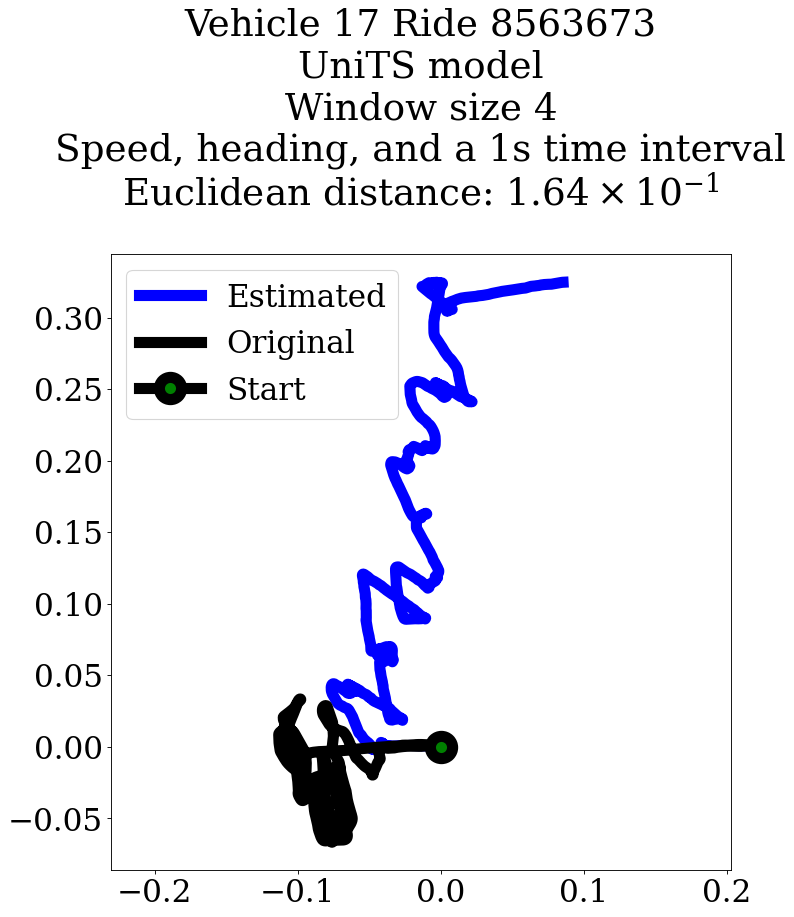 Vehicle 17 Ride 8563673
UniTS model
Window size 4
Speed, heading, and a 1s time interval
Euclidean distance: 1.64 × 10⁻¹
Estimated
Original
Start
0.30
0.25
0.20
0.15
0.10
0.05
0.00
−0.05
−0.2 −0.1 0.0 0.1 0.2